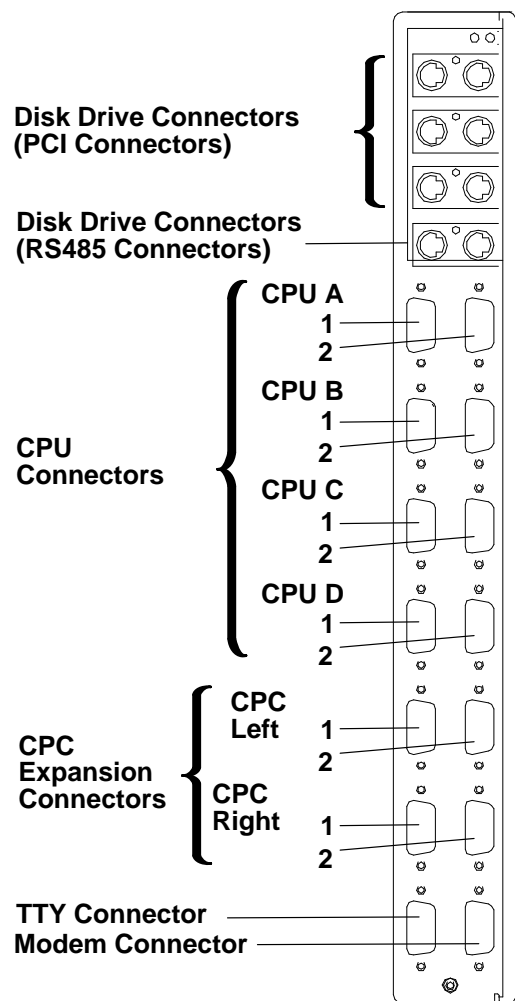 Disk Drive Connectors
(PCI Connectors)
Disk Drive Connectors
(RS485 Connectors)
CPU
Connectors
CPU A
1
2
CPU B
1
2
CPU C
1
2
CPU D
1
2
CPC
Expansion
Connectors
CPC
Left
1
2
CPC
Right
1
2
TTY Connector
Modem Connector